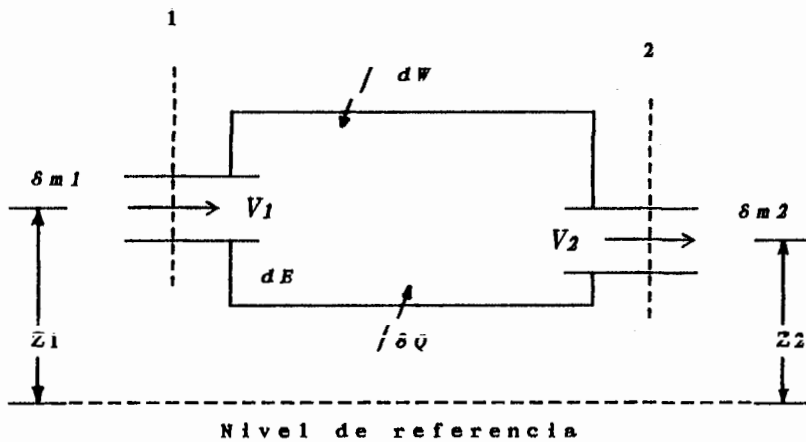 1
2
dW
δm1
V1
V2
δm2
dE
δQ
Z1
Z2
Nivel de referencia